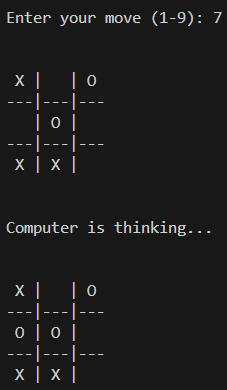 Enter your move (1-9): 7
X |   | O
---|---|---
   | O |
---|---|---
X | X |
Computer is thinking...
X |   | O
---|---|---
O | O |
---|---|---
X | X |